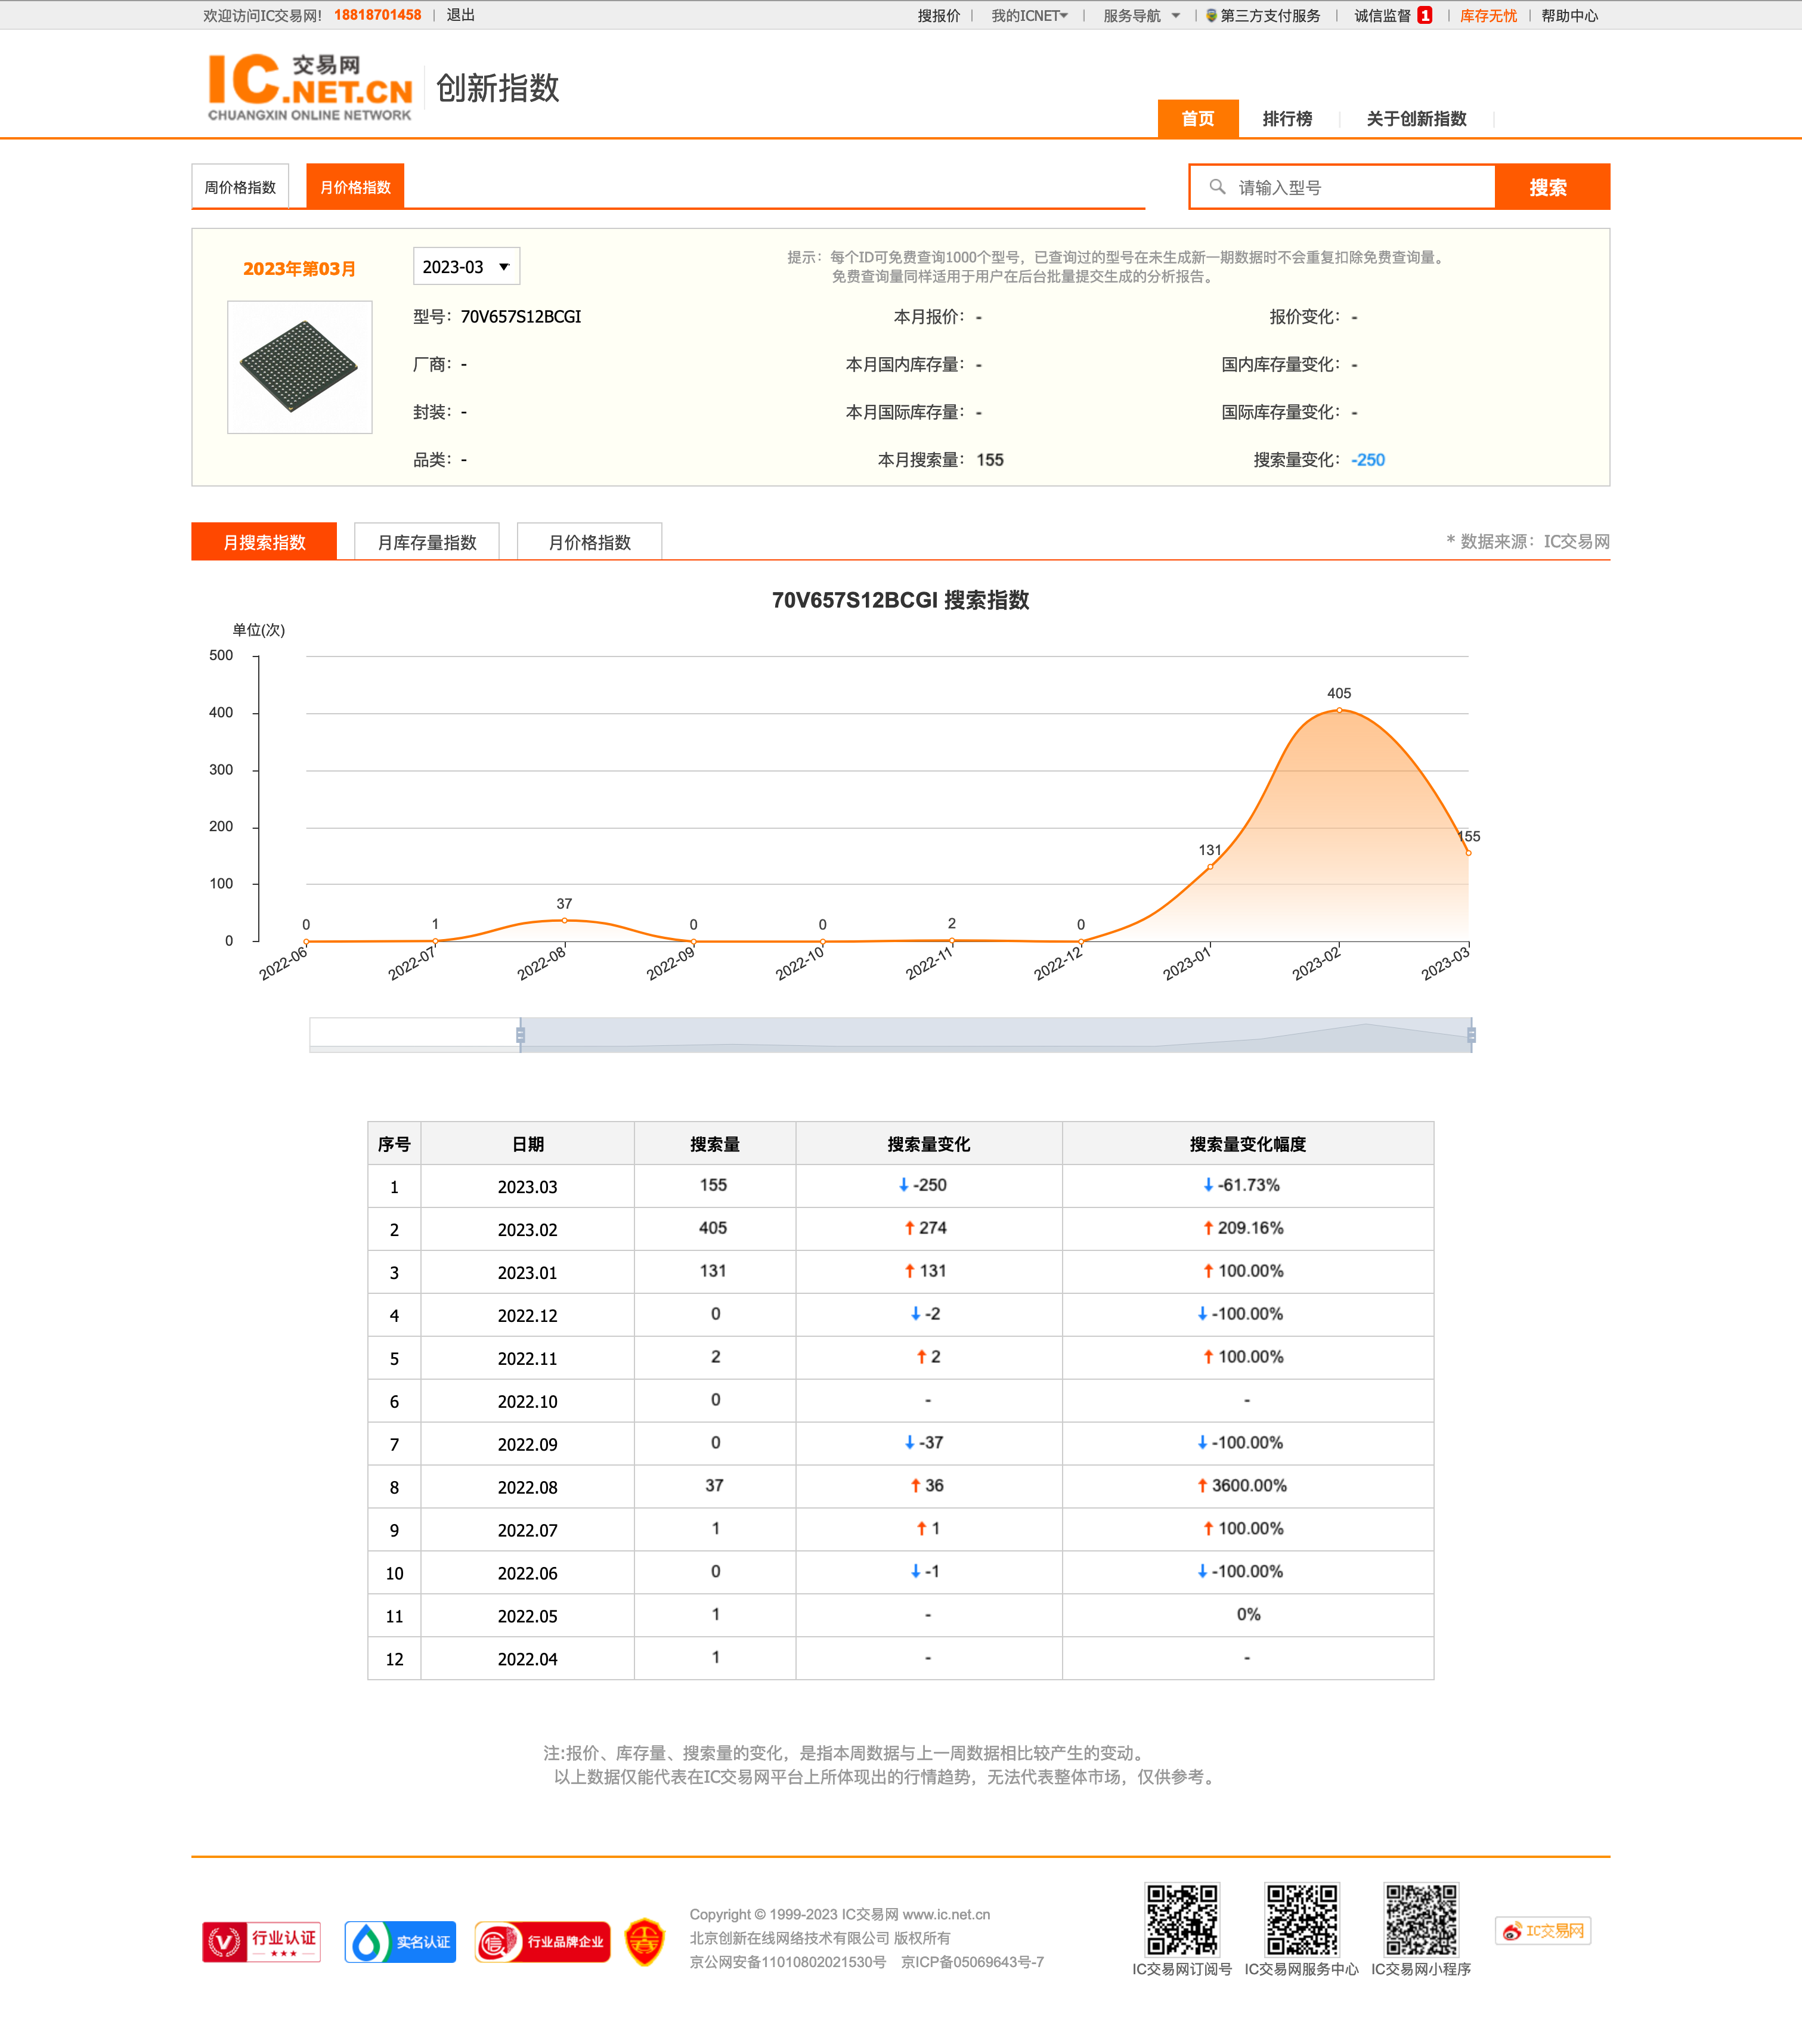 欢迎访问IC交易网! 18818701458 | 退出
搜报价 | 我的ICNET | 服务导航 | 第三方支付服务 | 诚信监督 1 | 库存无忧 | 帮助中心
IC交易网.NET.CN
CHUANGXIN ONLINE NETWORK
创新指数
首页 排行榜 关于创新指数
周价格指数 月价格指数
请输入型号 搜索
2023年第03月 2023-03
提示：每个ID可免费查询1000个型号，已查询过的型号在未生成新一期数据时不会重复扣除免费查询量。
免费查询量同样适用于用户在后台批量提交生成的分析报告。
型号：70V657S12BCGI 本月报价：- 报价变化：-
厂商：- 本月国内库存量：- 国内库存量变化：-
封装：- 本月国际库存量：- 国际库存量变化：-
品类：- 本月搜索量：155 搜索量变化：-250
月搜索指数 月库存量指数 月价格指数 * 数据来源：IC交易网
70V657S12BCGI 搜索指数
单位(次)
500
400
300
200
100
0
0 1 37 0 0 2 0 131 405 155
2022-06 2022-07 2022-08 2022-09 2022-10 2022-11 2022-12 2023-01 2023-02 2023-03
序号 日期 搜索量 搜索量变化 搜索量变化幅度
1 2023.03 155 ↓-250 ↓-61.73%
2 2023.02 405 ↑274 ↑209.16%
3 2023.01 131 ↑131 ↑100.00%
4 2022.12 0 ↓-2 ↓-100.00%
5 2022.11 2 ↑2 ↑100.00%
6 2022.10 0 - -
7 2022.09 0 ↓-37 ↓-100.00%
8 2022.08 37 ↑36 ↑3600.00%
9 2022.07 1 ↑1 ↑100.00%
10 2022.06 0 ↓-1 ↓-100.00%
11 2022.05 1 - 0%
12 2022.04 1 - -
注:报价、库存量、搜索量的变化，是指本周数据与上一周数据相比较产生的变动。
以上数据仅能代表在IC交易网平台上所体现出的行情趋势，无法代表整体市场，仅供参考。
行业认证
实名认证
信 行业品牌企业
Copyright © 1999-2023 IC交易网 www.ic.net.cn
北京创新在线网络技术有限公司 版权所有
京公网安备11010802021530号 京ICP备05069643号-7
IC交易网订阅号 IC交易网服务中心 IC交易网小程序
IC交易网